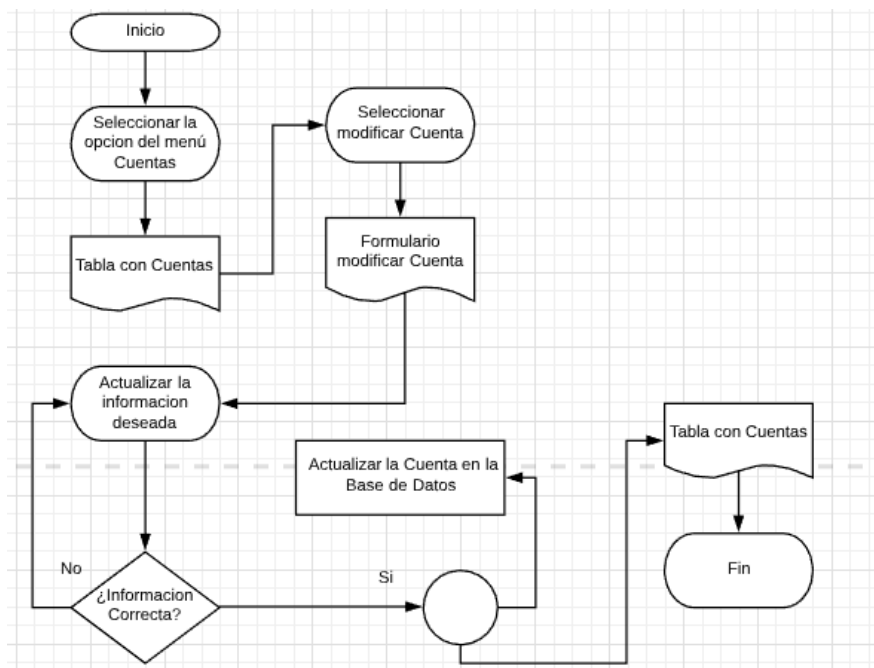 Inicio
Seleccionar la
opcion del menú
Cuentas
Tabla con Cuentas
Seleccionar
modificar Cuenta
Formulario
modificar Cuenta
Actualizar la
informacion
deseada
No
¿Informacion
Correcta?
Si
Actualizar la Cuenta en la
Base de Datos
Tabla con Cuentas
Fin